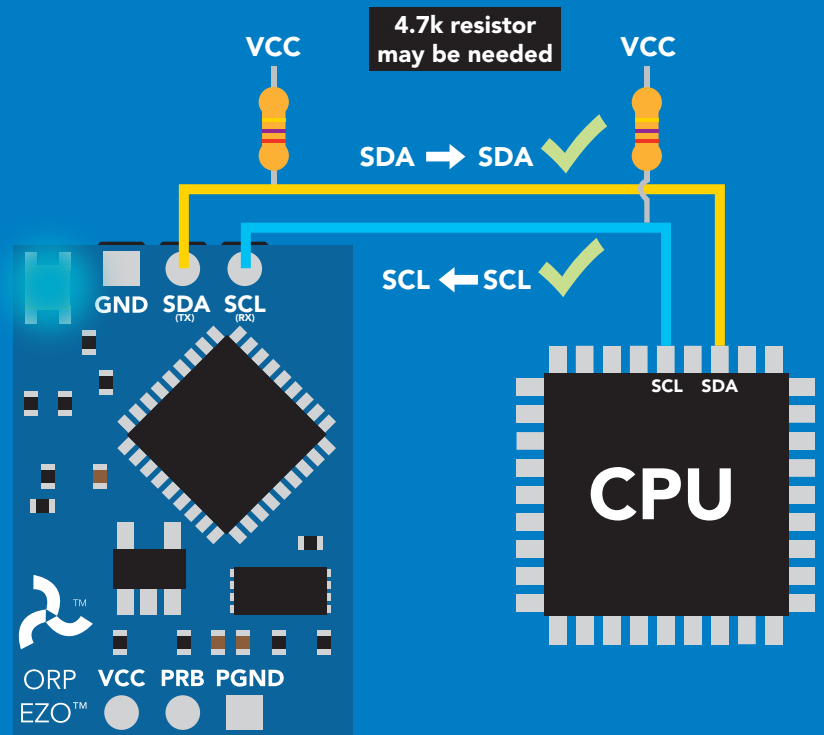 4.7k resistor
may be needed
VCC
VCC
SDA → SDA
SCL ← SCL
GND
SDA
(TX)
SCL
(RX)
SCL SDA
CPU
TM
ORP
EZO™
VCC PRB PGND